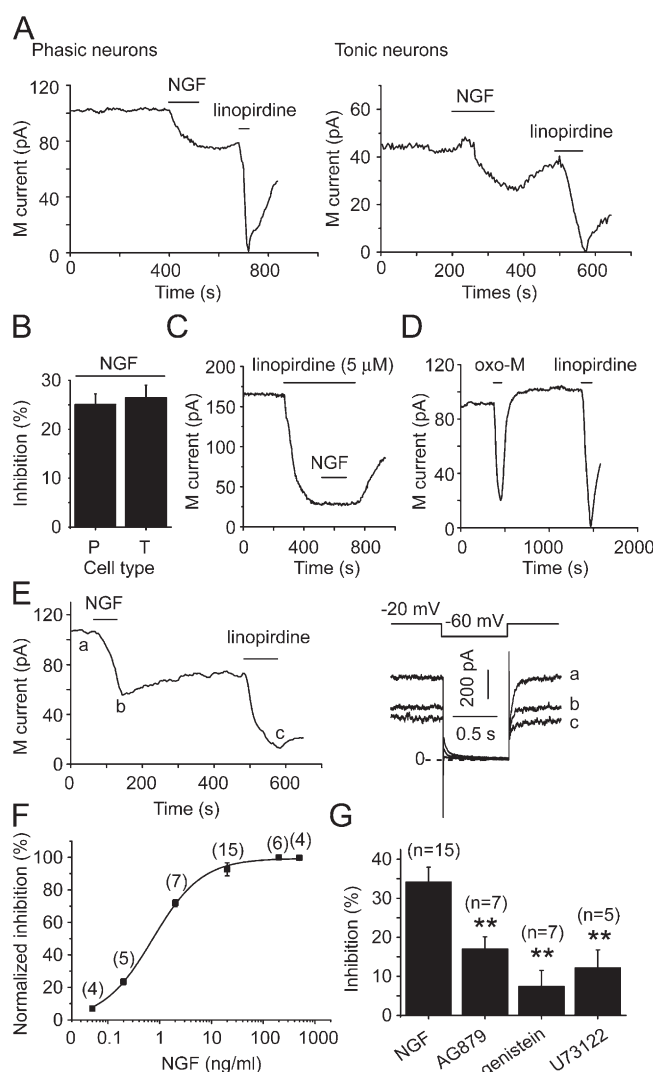 A
Phasic neurons
Tonic neurons
NGF
linopirdine
M current (pA)
120
80
40
0
0 400 800
Time (s)
NGF
linopirdine
M current (pA)
60
40
20
0
0 200 400 600
Times (s)
B
NGF
Inhibition (%)
30
20
10
0
P T
Cell type
C
linopirdine (5 μM)
NGF
M current (pA)
200
150
100
50
0
0 400 800
Time (s)
D
oxo-M
linopirdine
M current (pA)
120
80
40
0
0 1000 2000
Time (s)
E
NGF
linopirdine
M current (pA)
120
80
40
0
a
b
c
0 200 400 600
Time (s)
-20 mV
-60 mV
200 pA
0.5 s
a
b
c
0-
F
Normalized inhibition (%)
120
100
80
60
40
20
0
(4)
(5)
(7)
(15)
(6)
(4)
0.1 1 10 100 1000
NGF (ng/ml)
G
Inhibition (%)
40
30
20
10
0
(n=15)
(n=7)
**
(n=7)
**
(n=5)
**
NGF
AG879
genistein
U73122